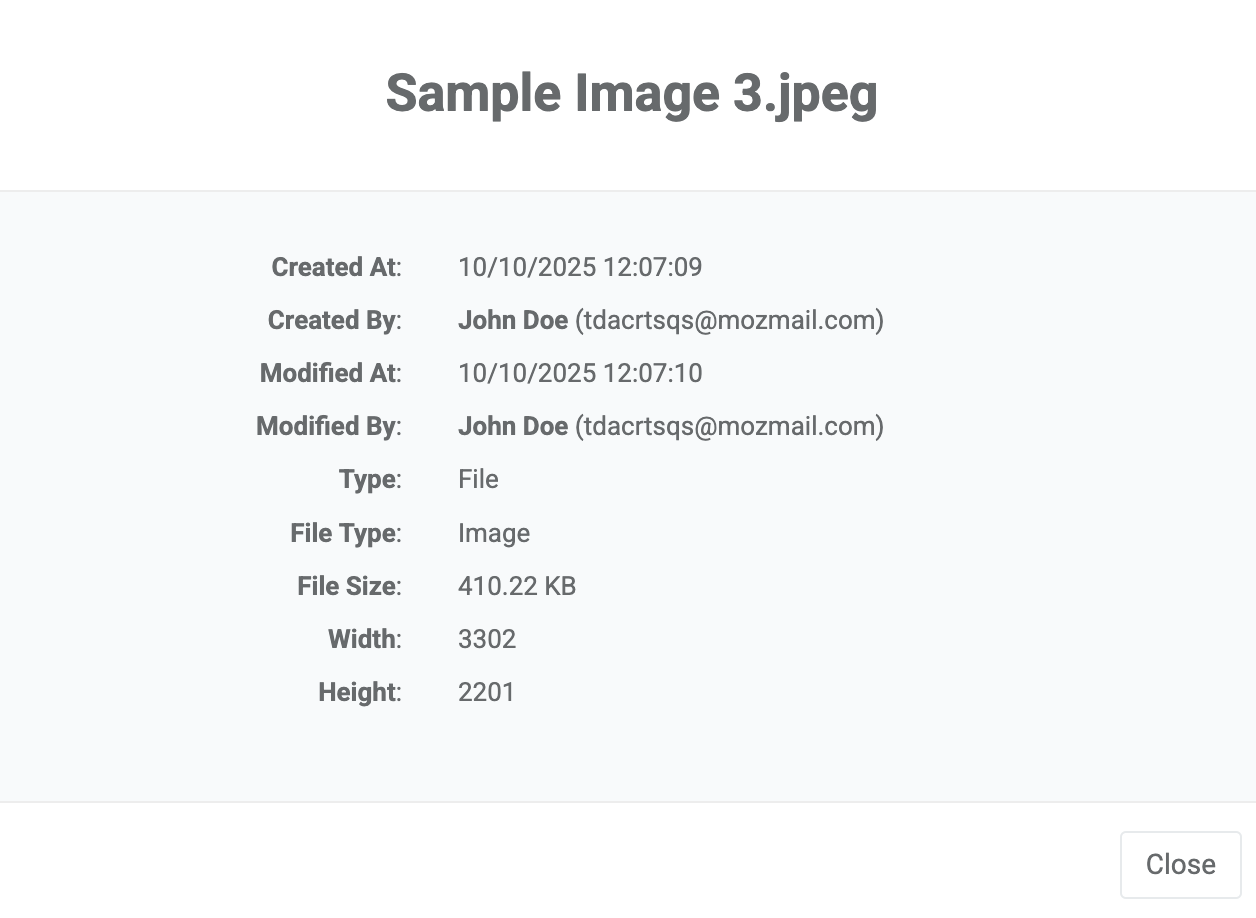 Sample Image 3.jpeg
Created At: 10/10/2025 12:07:09
Created By: John Doe (tdacrtsqs@mozmail.com)
Modified At: 10/10/2025 12:07:10
Modified By: John Doe (tdacrtsqs@mozmail.com)
Type: File
File Type: Image
File Size: 410.22 KB
Width: 3302
Height: 2201
Close